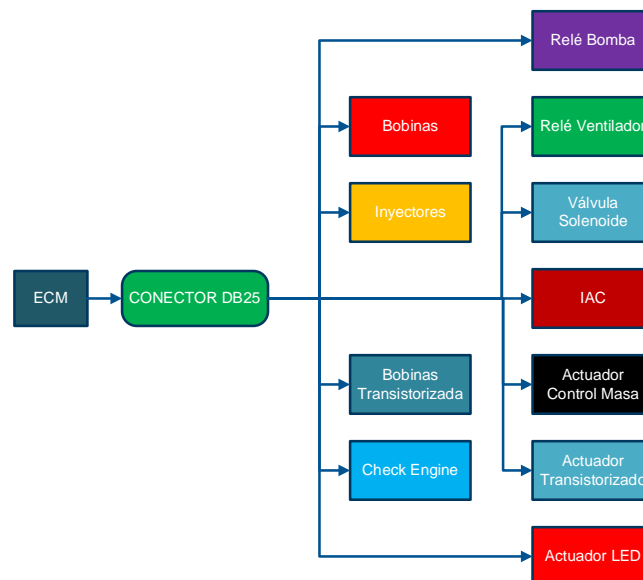 Relé Bomba
Bobinas
Relé Ventilador
Inyectores
Válvula
Solenoide
ECM
CONECTOR DB25
IAC
Bobinas
Transistorizada
Actuador
Control Masa
Check Engine
Actuador
Transistorizado
Actuador LED